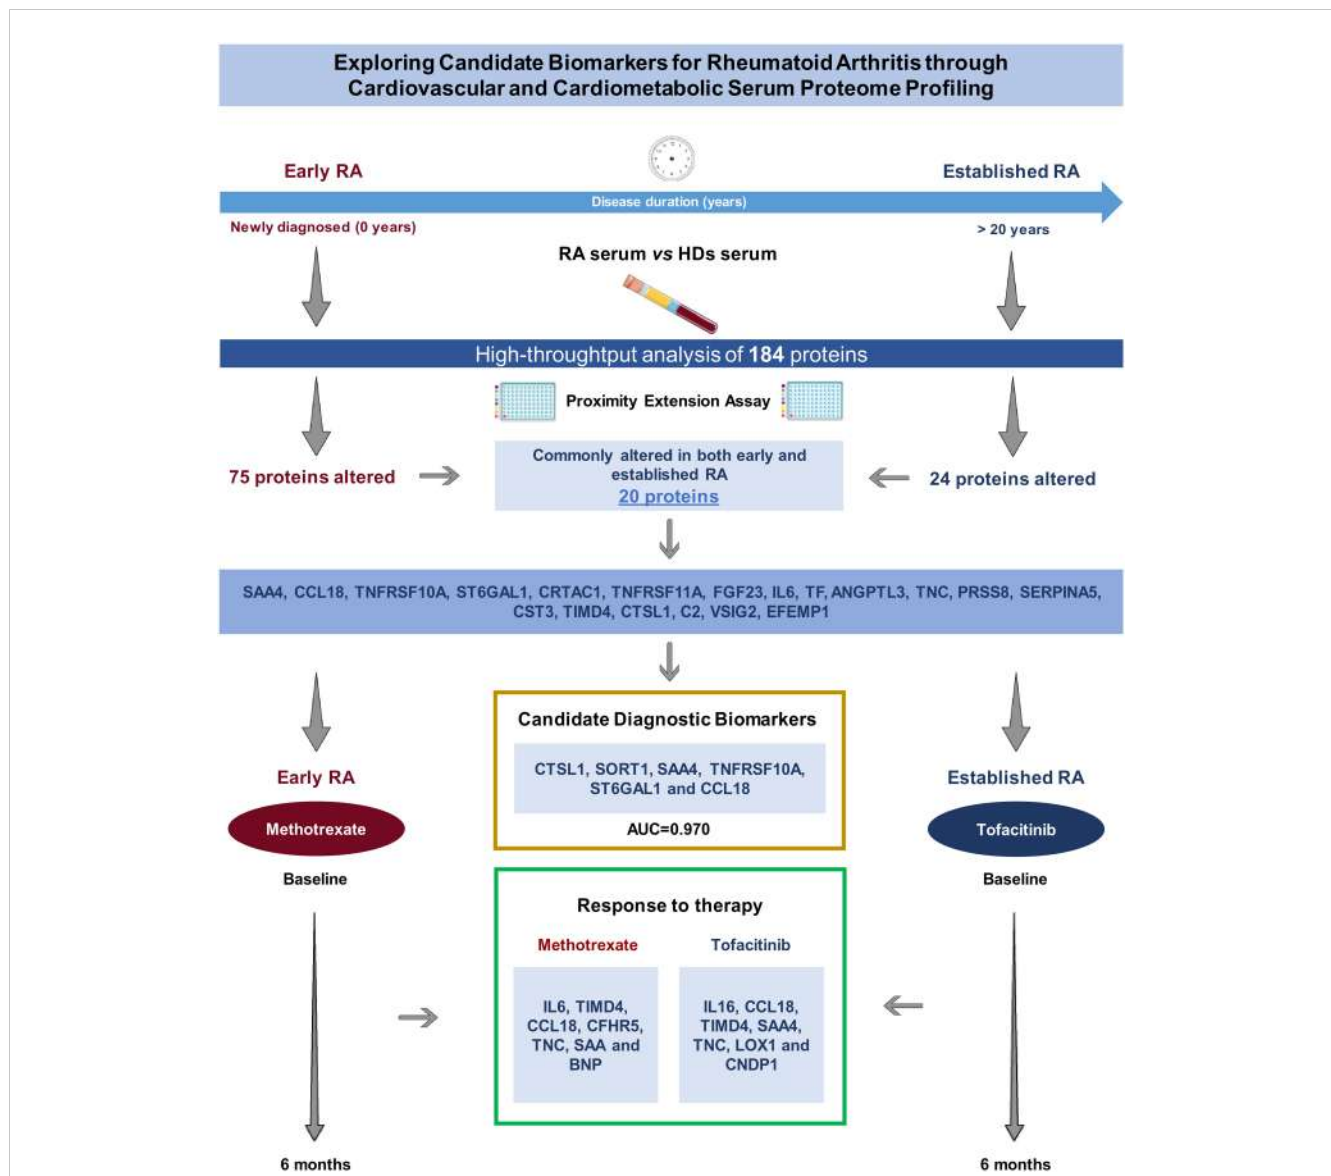 Exploring Candidate Biomarkers for Rheumatoid Arthritis through
Cardiovascular and Cardiometabolic Serum Proteome Profiling
Early RA
Established RA
Disease duration (years)
Newly diagnosed (0 years)
> 20 years
RA serum vs HDs serum
High-throughtput analysis of 184 proteins
Proximity Extension Assay
75 proteins altered
Commonly altered in both early and
established RA
20 proteins
24 proteins altered
SAA4, CCL18, TNFRSF10A, ST6GAL1, CRTAC1, TNFRSF11A, FGF23, IL6, TF, ANGPTL3, TNC, PRSS8, SERPINA5,
CST3, TIMD4, CTSL1, C2, VSIG2, EFEMP1
Candidate Diagnostic Biomarkers
CTSL1, SORT1, SAA4, TNFRSF10A,
ST6GAL1 and CCL18
AUC=0.970
Early RA
Methotrexate
Baseline
Established RA
Tofacitinib
Baseline
Response to therapy
Methotrexate
IL6, TIMD4,
CCL18, CFHR5,
TNC, SAA and
BNP
Tofacitinib
IL16, CCL18,
TIMD4, SAA4,
TNC, LOX1 and
CNDP1
6 months
6 months